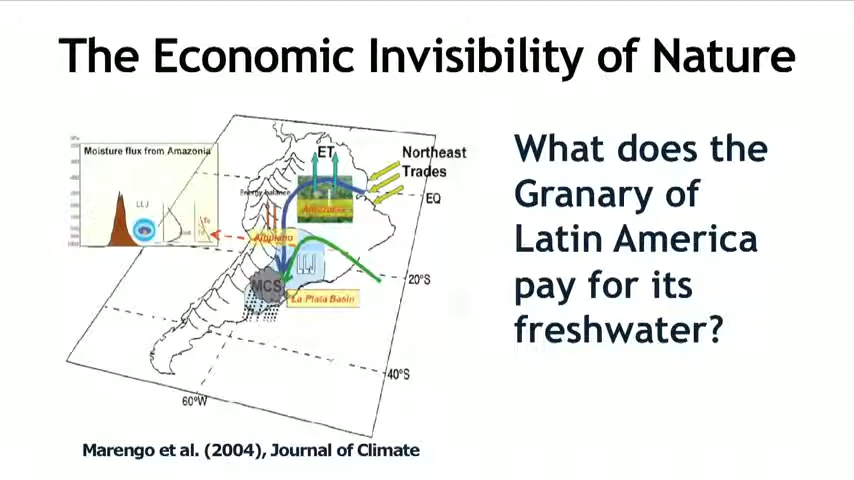 The Economic Invisibility of Nature
Moisture flux from Amazonia
LLJ
ET
Northeast
Trades
Energy balance
EQ
Altiplano
LLJ
MCS
La Plata Basin
20°S
40°S
60°W
What does the
Granary of
Latin America
pay for its
freshwater?
Marengo et al. (2004), Journal of Climate